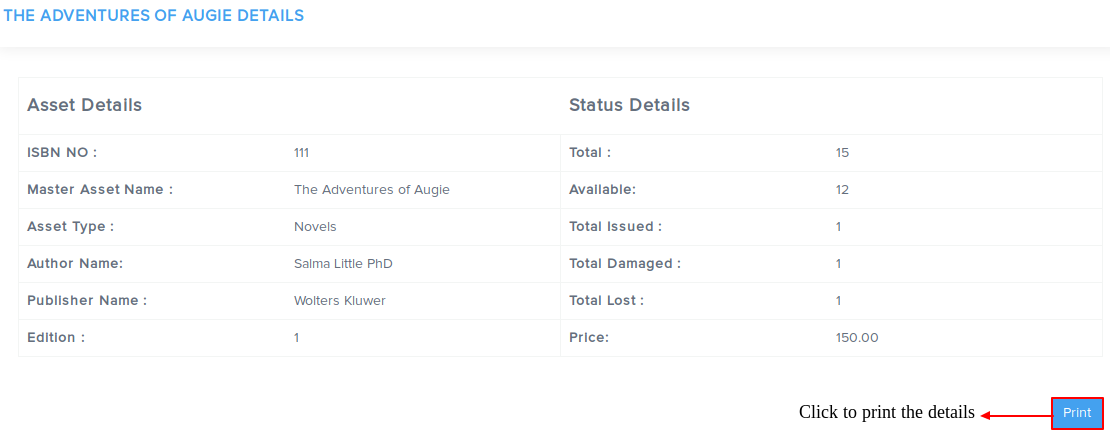 THE ADVENTURES OF AUGIE DETAILS
Asset Details Status Details
ISBN NO : 111 Total : 15
Master Asset Name : The Adventures of Augie Available: 12
Asset Type : Novels Total Issued : 1
Author Name: Salma Little PhD Total Damaged : 1
Publisher Name : Wolters Kluwer Total Lost : 1
Edition : 1 Price: 150.00
Click to print the details Print